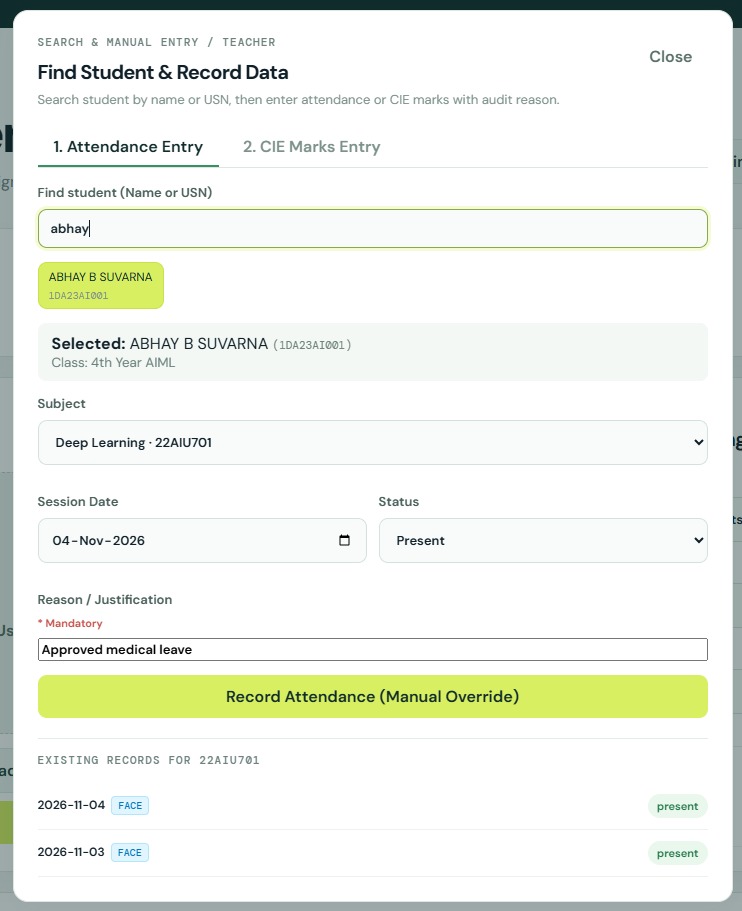 SEARCH & MANUAL ENTRY / TEACHER
Close
Find Student & Record Data
Search student by name or USN, then enter attendance or CIE marks with audit reason.
1. Attendance Entry
2. CIE Marks Entry
Find student (Name or USN)
abhay
ABHAY B SUVARNA
1DA23AI001
Selected: ABHAY B SUVARNA (1DA23AI001)
Class: 4th Year AIML
Subject
Deep Learning · 22AIU701
Session Date
Status
04-Nov-2026
Present
Reason / Justification
* Mandatory
Approved medical leave
Record Attendance (Manual Override)
EXISTING RECORDS FOR 22AIU701
2026-11-04 FACE present
2026-11-03 FACE present